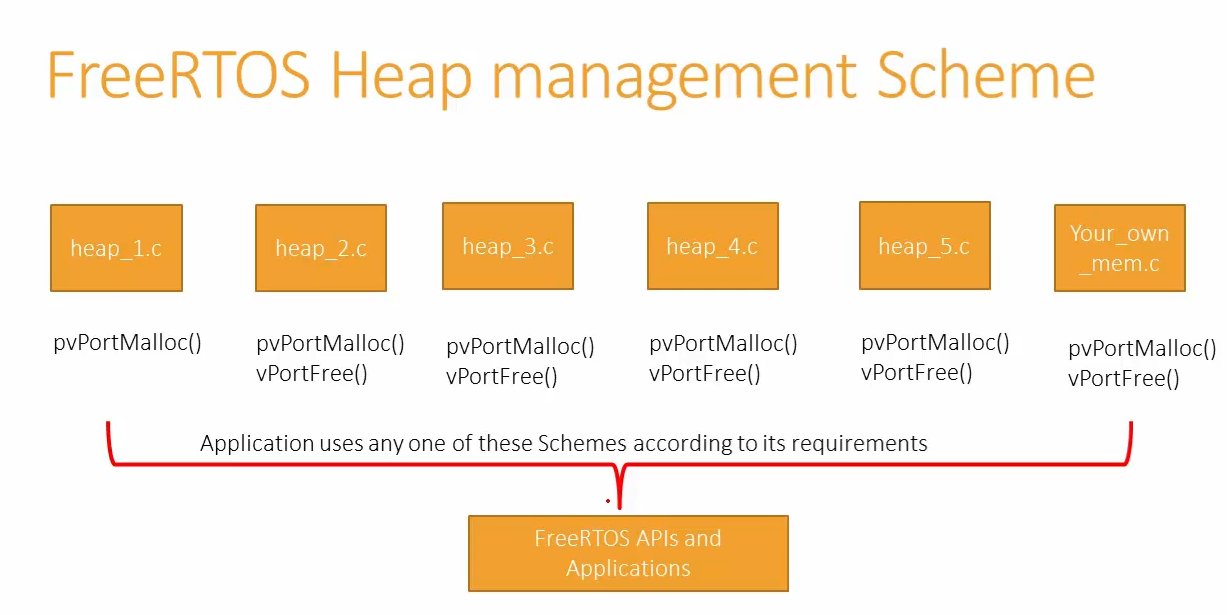 FreeRTOS Heap management Scheme
heap_1.c
heap_2.c
heap_3.c
heap_4.c
heap_5.c
Your_own
_mem.c
pvPortMalloc()
pvPortMalloc()
vPortFree()
pvPortMalloc()
vPortFree()
pvPortMalloc()
vPortFree()
pvPortMalloc()
vPortFree()
pvPortMalloc()
vPortFree()
Application uses any one of these Schemes according to its requirements
FreeRTOS APIs and
Applications